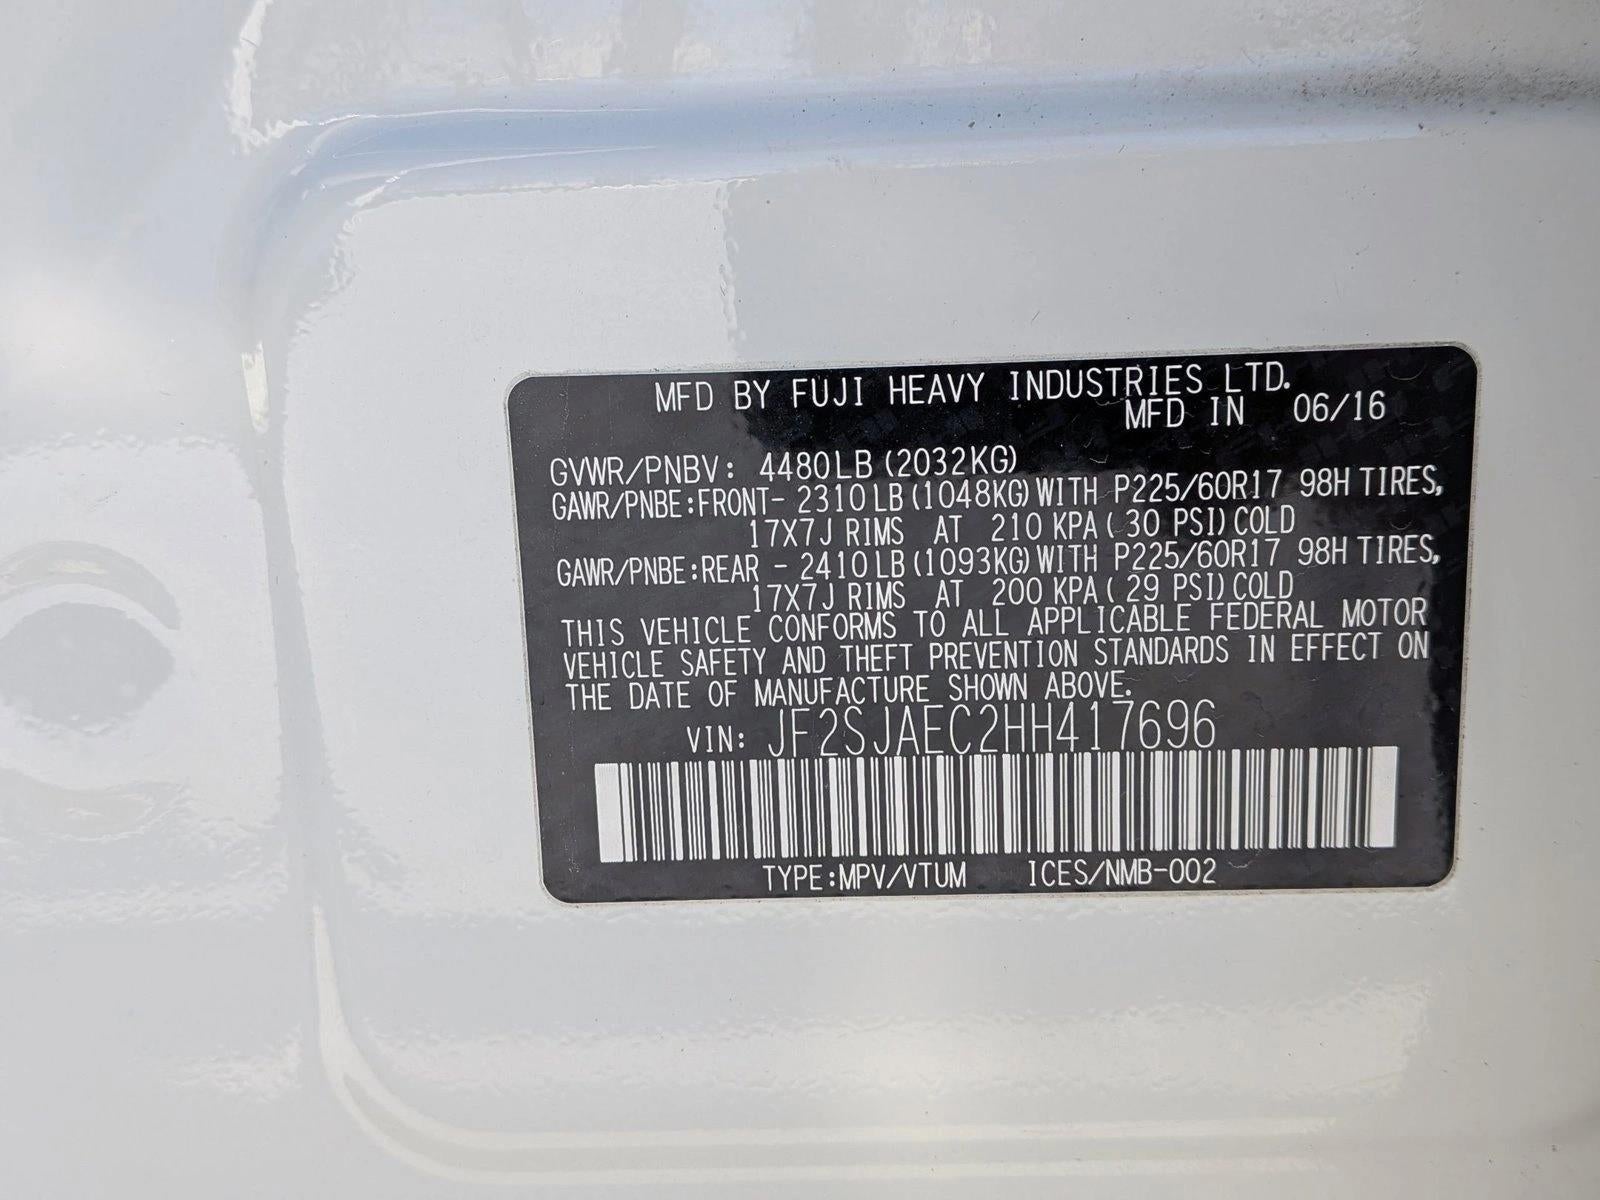 MFD BY FUJI HEAVY INDUSTRIES LTD.
MFD IN 06/16
GVWR/PNBV: 4480LB (2032KG)
GAWR/PNBE:FRONT- 2310LB (1048KG)WITH P225/60R17 98H TIRES,
17X7J RIMS AT 210 KPA( 30 PSI)COLD
GAWR/PNBE:REAR - 2410LB (1093KG)WITH P225/60R17 98H TIRES,
17X7J RIMS AT 200 KPA( 29 PSI)COLD
THIS VEHICLE CONFORMS TO ALL APPLICABLE FEDERAL MOTOR
VEHICLE SAFETY AND THEFT PREVENTION STANDARDS IN EFFECT ON
THE DATE OF MANUFACTURE SHOWN ABOVE.
VIN: JF2SJAEC2HH417696
TYPE:MPV/VTUM ICES/NMB-002